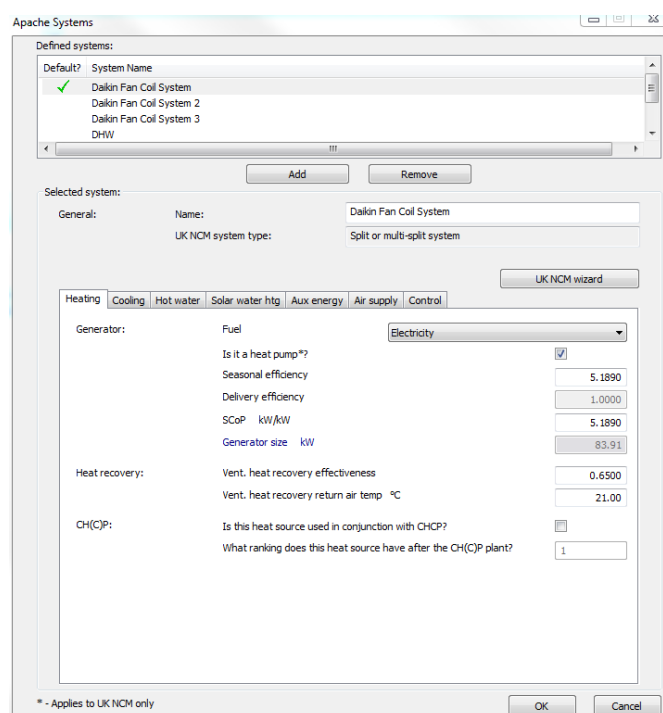 Apache Systems
Defined systems:
Default? System Name
Daikin Fan Coil System
Daikin Fan Coil System 2
Daikin Fan Coil System 3
DHW
Add Remove
Selected system:
General: Name: Daikin Fan Coil System
UK NCM system type: Split or multi-split system
UK NCM wizard
Heating Cooling Hot water Solar water htg Aux energy Air supply Control
Generator: Fuel Electricity
Is it a heat pump*?
Seasonal efficiency 5.1890
Delivery efficiency 1.0000
SCoP kW/kW 5.1890
Generator size kW 83.91
Heat recovery: Vent. heat recovery effectiveness 0.6500
Vent. heat recovery return air temp ºC 21.00
CH(C)P: Is this heat source used in conjunction with CHCP?
What ranking does this heat source have after the CH(C)P plant? 1
* - Applies to UK NCM only
OK Cancel